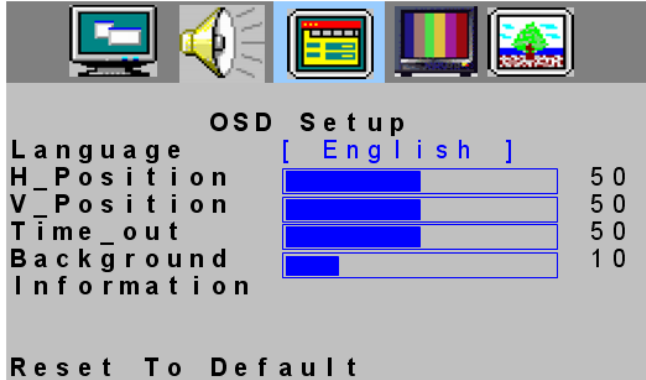 OSD Setup
Language [ English ]
H_Position 50
V_Position 50
Time_out 50
Background 10
Information
Reset To Default